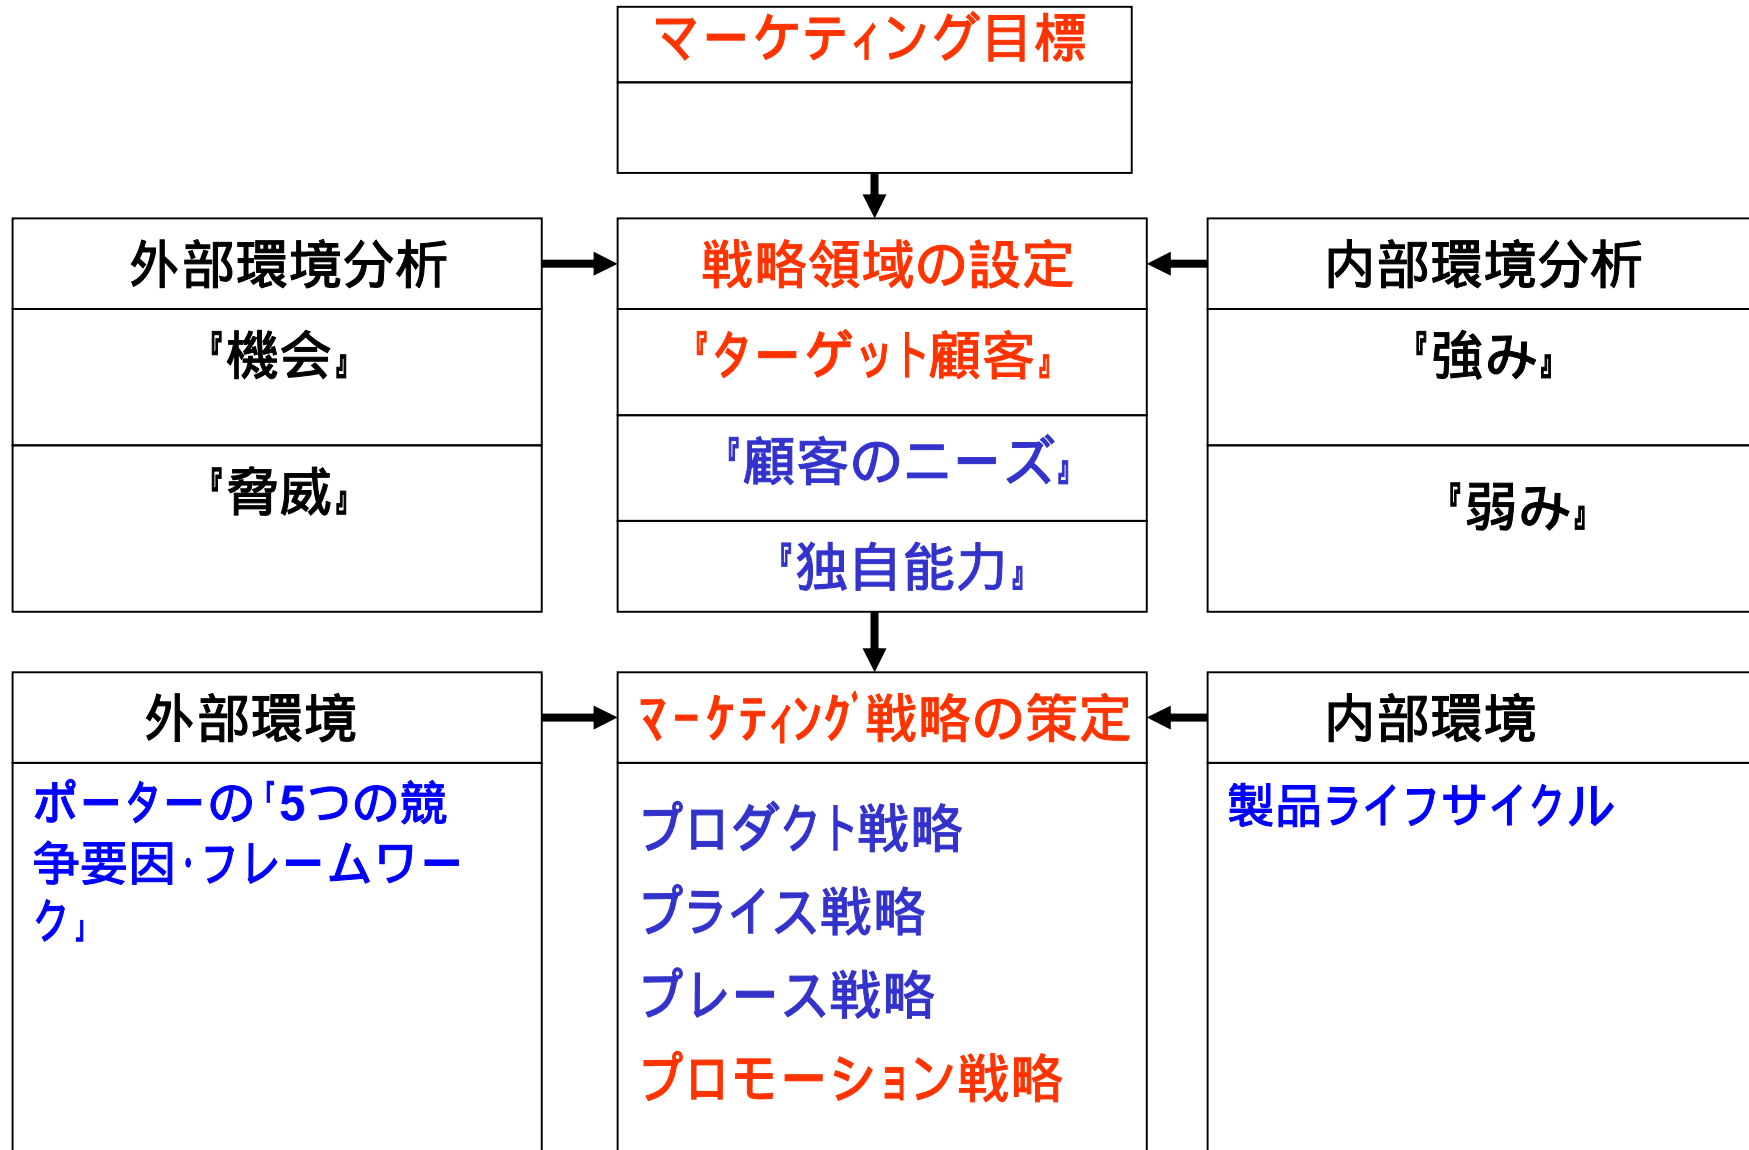 マーケティング目標
外部環境分析
『機会』
『脅威』
戦略領域の設定
『ターゲット顧客』
『顧客のニーズ』
『独自能力』
内部環境分析
『強み』
『弱み』
外部環境
ポーターの「5つの競
争要因・フレームワー
ク」
ﾏｰｹﾃｨﾝｸﾞ戦略の策定
プロダクト戦略
プライス戦略
プレース戦略
プロモーション戦略
内部環境
製品ライフサイクル